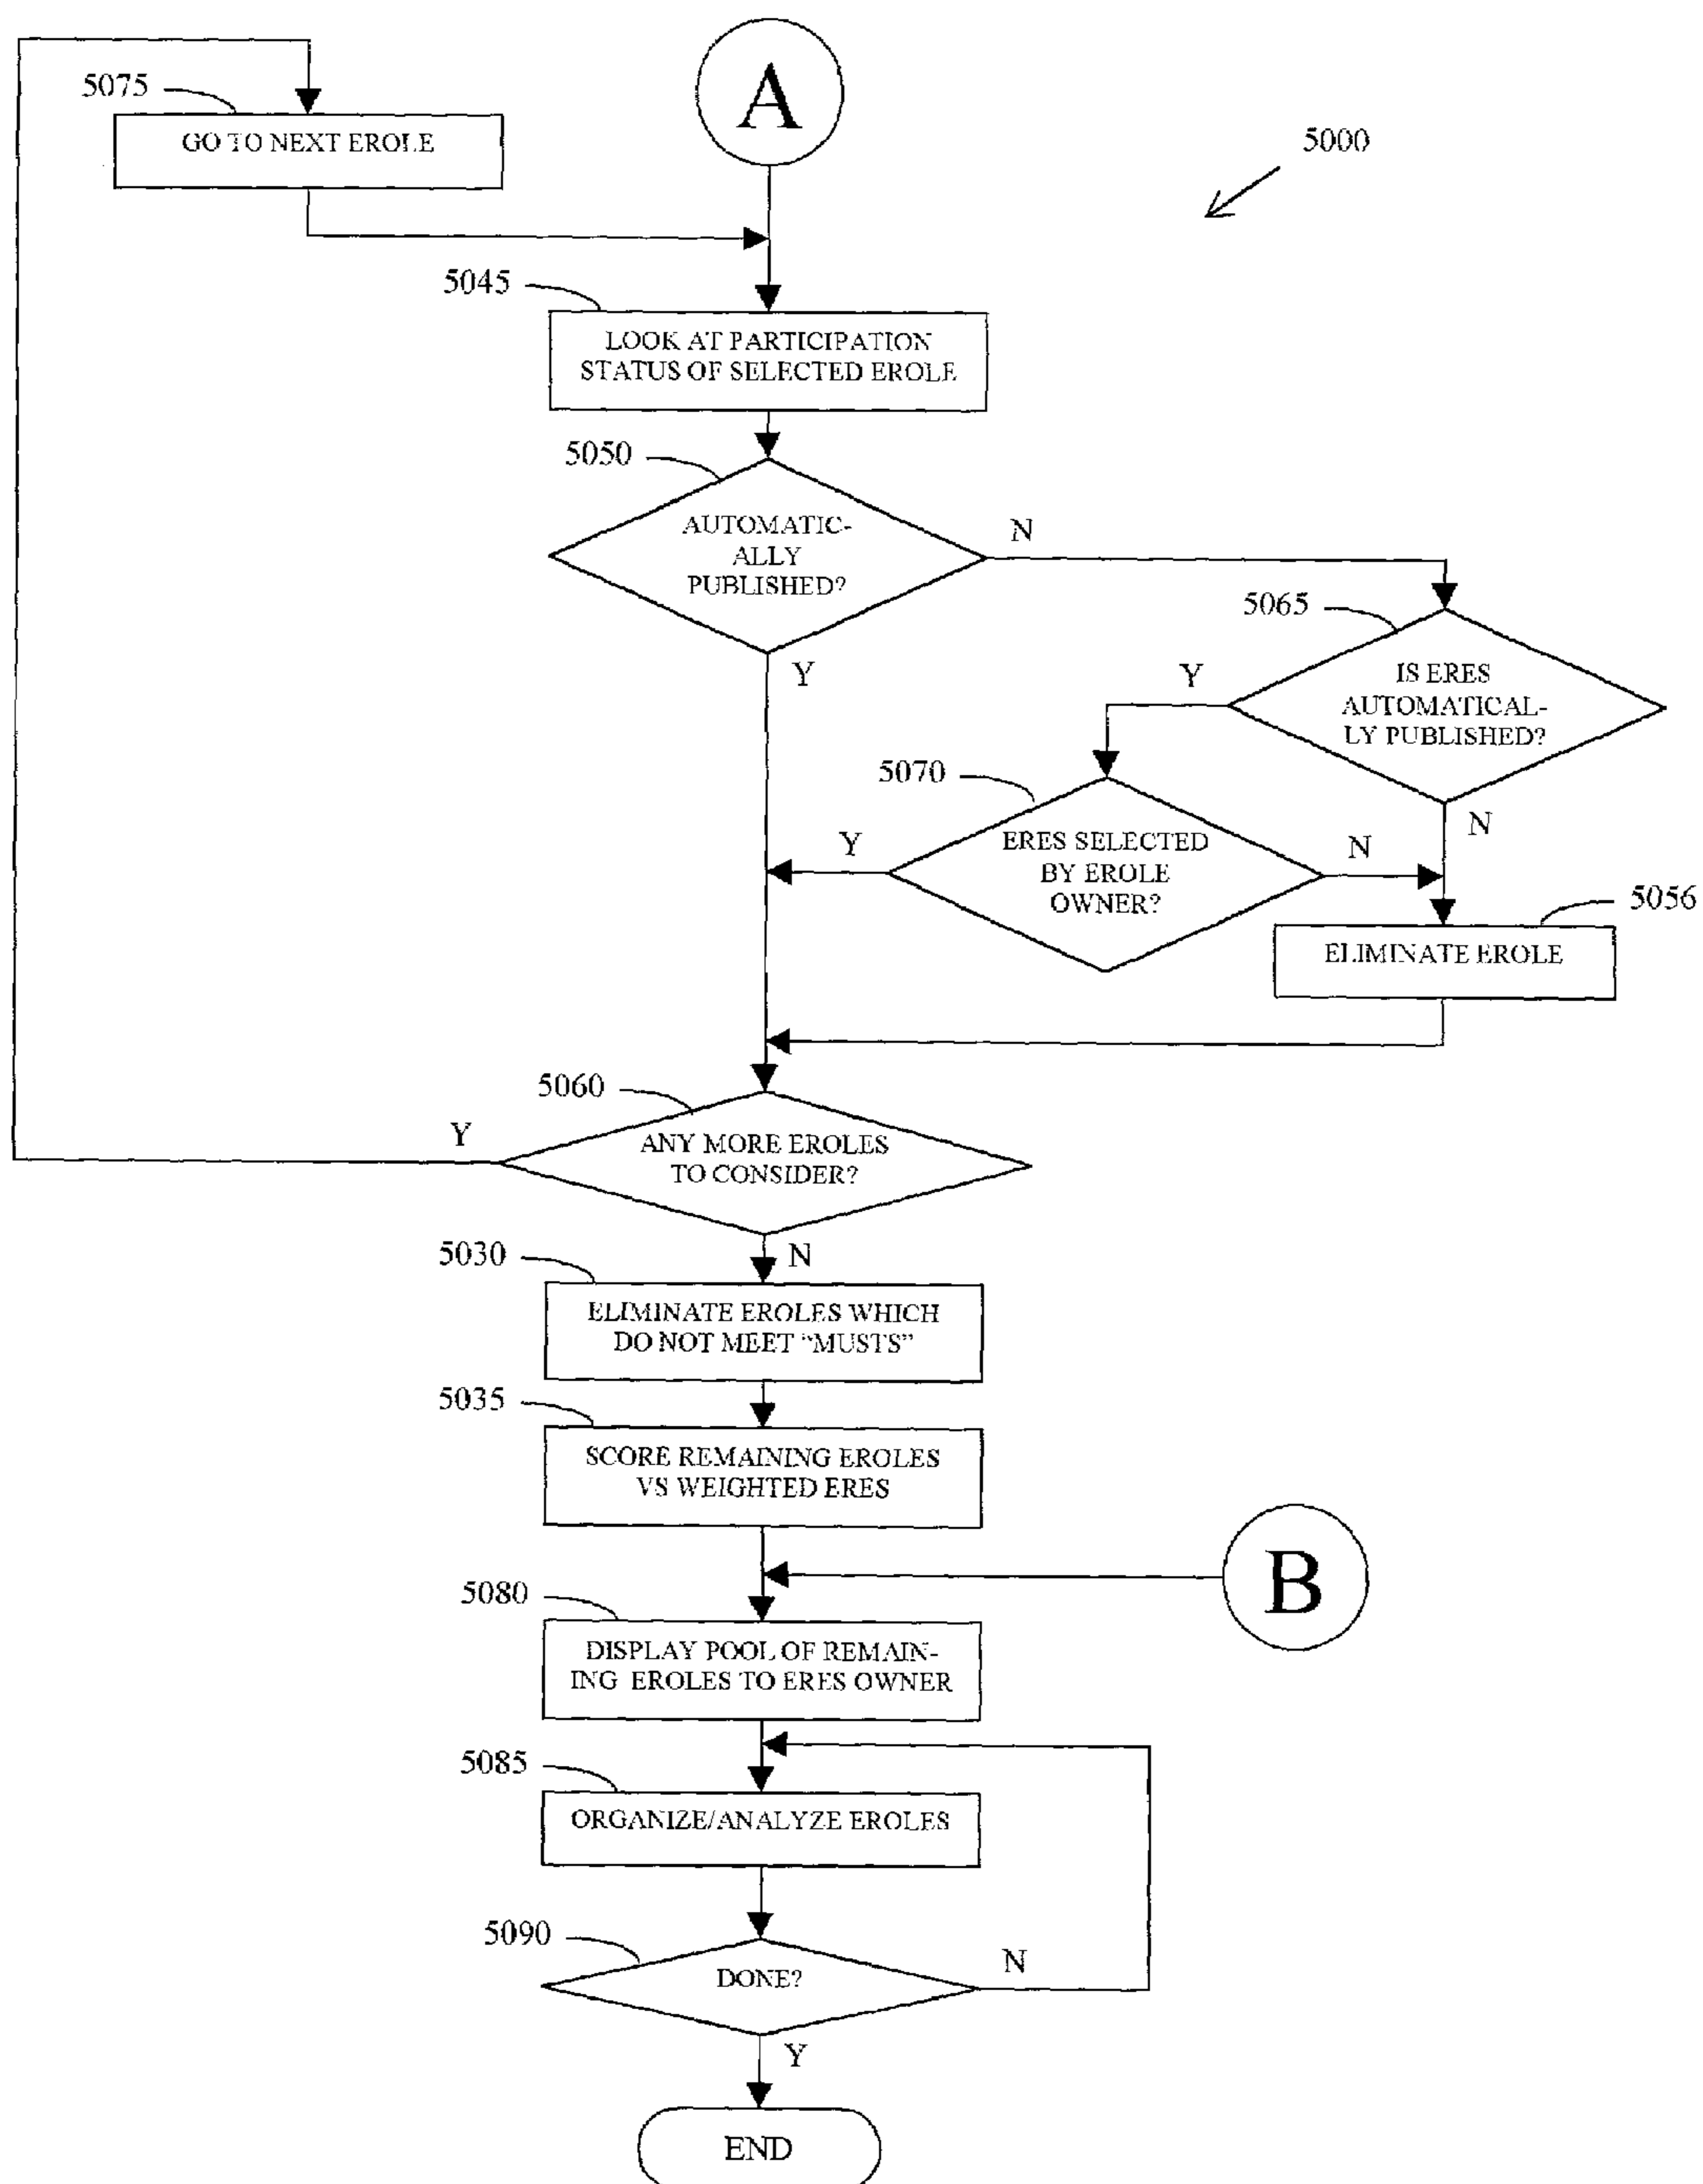 A
5075
GO TO NEXT EROLE
5000
5045
LOOK AT PARTICIPATION
STATUS OF SELECTED EROLE
5050
AUTOMATIC-
ALLY
PUBLISHED?
N
Y
5065
IS ERES
AUTOMATICAL-
LY PUBLISHED?
Y
N
5070
ERES SELECTED
BY EROLE
OWNER?
Y
N
5056
ELIMINATE EROLE
5060
ANY MORE EROLES
TO CONSIDER?
Y
N
5030
ELIMINATE EROLES WHICH
DO NOT MEET “MUSTS”
5035
SCORE REMAINING EROLES
VS WEIGHTED ERES
B
5080
DISPLAY POOL OF REMAIN-
ING EROLES TO ERES OWNER
5085
ORGANIZE/ANALYZE EROLES
5090
DONE?
N
Y
END